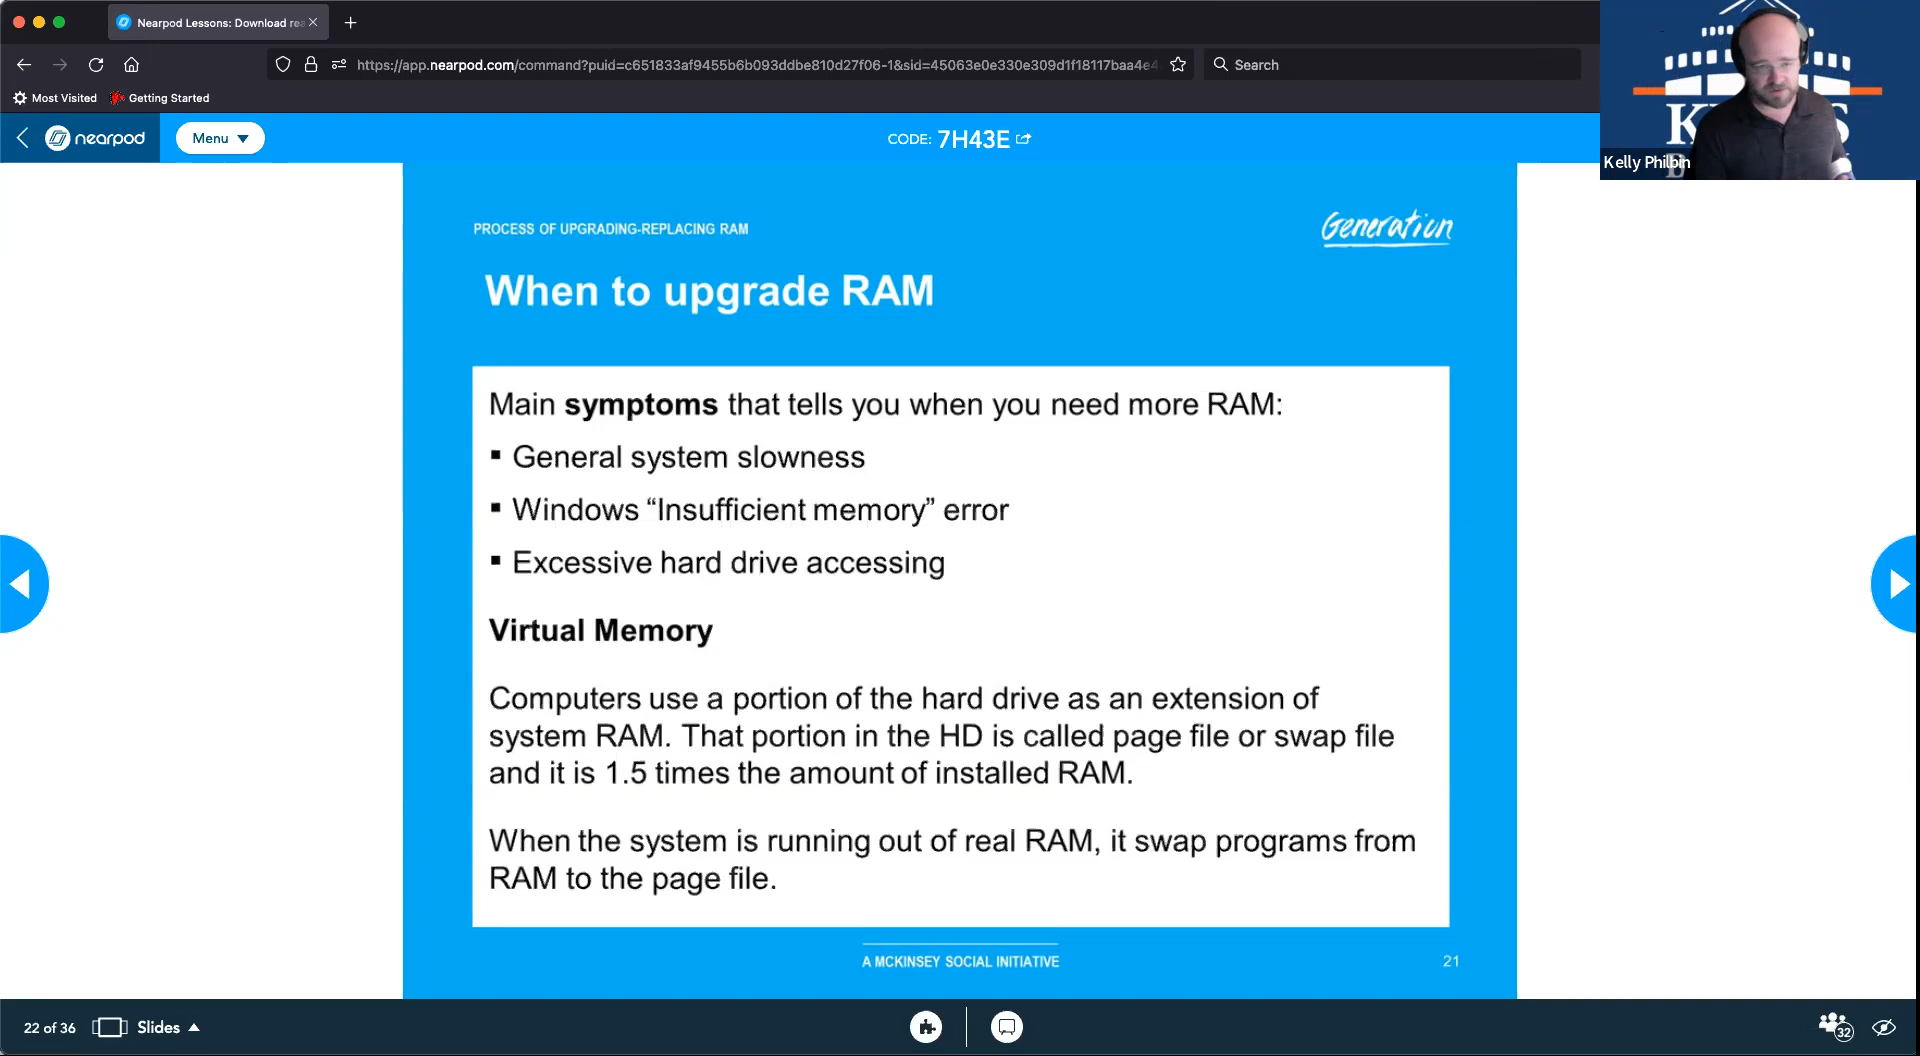 Nearpod Lessons: Download rea
https://app.nearpod.com/command?puid=c651833af9455b6b093ddbe810d27f06-1&sid=45063e0e330e309d1f18117baa4e4
Search
Most Visited
Getting Started
nearpod
Menu
CODE: 7H43E
Kelly Philbin
PROCESS OF UPGRADING-REPLACING RAM
Generation
When to upgrade RAM
Main symptoms that tells you when you need more RAM:
▪ General system slowness
▪ Windows “Insufficient memory” error
▪ Excessive hard drive accessing
Virtual Memory
Computers use a portion of the hard drive as an extension of
system RAM. That portion in the HD is called page file or swap file
and it is 1.5 times the amount of installed RAM.
When the system is running out of real RAM, it swap programs from
RAM to the page file.
A MCKINSEY SOCIAL INITIATIVE
21
22 of 36
Slides
32